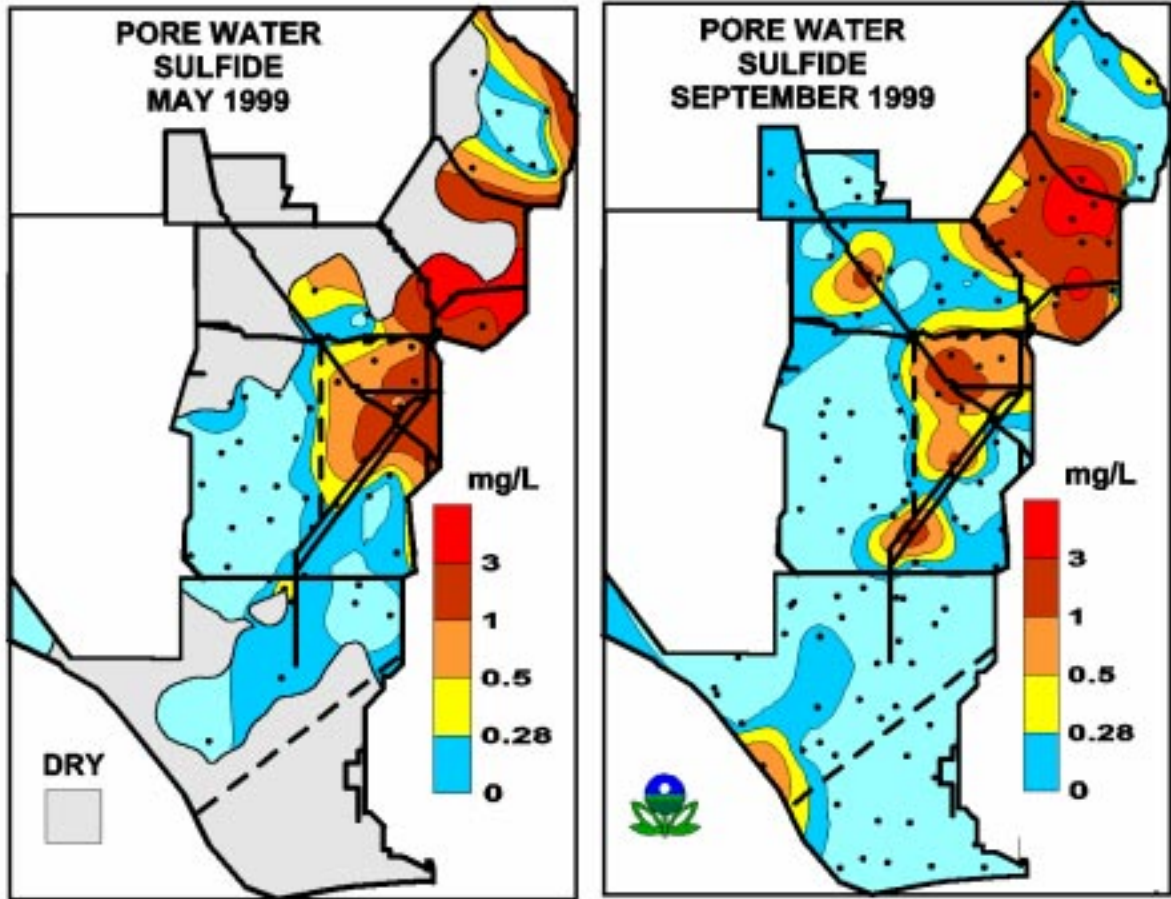 PORE WATER
SULFIDE
MAY 1999
mg/L
3
1
0.5
0.28
0
DRY
PORE WATER
SULFIDE
SEPTEMBER 1999
mg/L
3
1
0.5
0.28
0